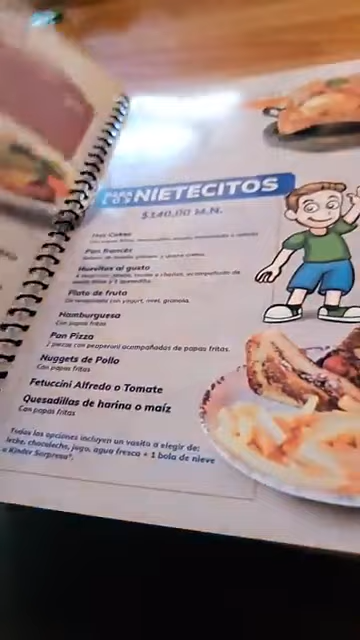 PARA LOS NIETECITOS
$140.00 M.N.
Hot Cakes
Pan francés
Huevitos al gusto
Plato de fruta
De temporada con yogurt, miel, granola.
Hamburguesa
Con papas fritas
Pan Pizza
2 piezas con pepperoni acompañadas de papas fritas.
Nuggets de Pollo
Con papas fritas
Fetuccini Alfredo o Tomate
Quesadillas de harina o maíz
Con papas fritas
Todas las opciones incluyen un vasito a elegir de:
leche, chocoleche, jugo, agua fresca + 1 bola de nieve
o Kinder Sorpresa*.